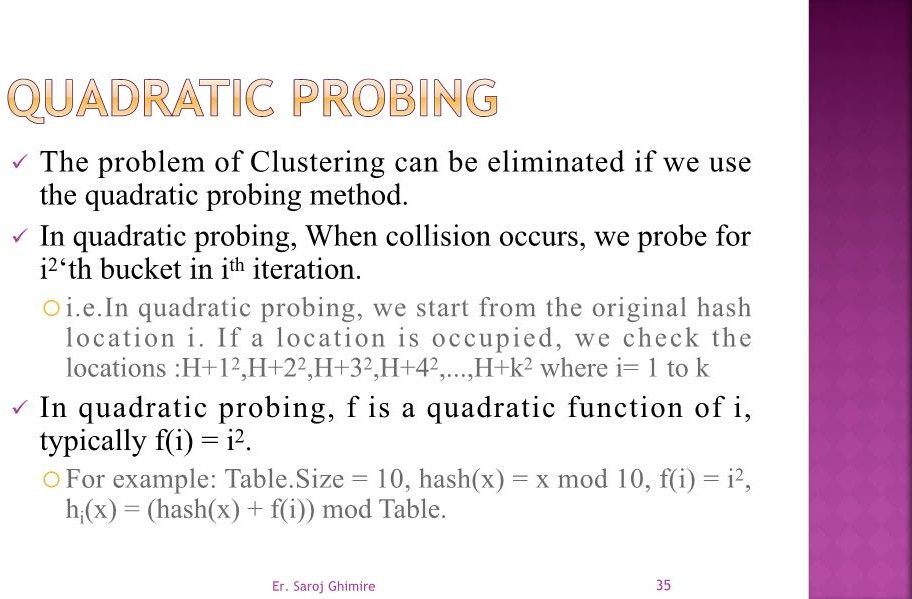 QUADRATIC PROBING
✓ The problem of Clustering can be eliminated if we use
the quadratic probing method.
✓ In quadratic probing, When collision occurs, we probe for
i²‘th bucket in iᵗʰ iteration.
○ i.e.In quadratic probing, we start from the original hash
location i. If a location is occupied, we check the
locations :H+1²,H+2²,H+3²,H+4²,...,H+k² where i= 1 to k
✓ In quadratic probing, f is a quadratic function of i,
typically f(i) = i².
○ For example: Table.Size = 10, hash(x) = x mod 10, f(i) = i²,
hᵢ(x) = (hash(x) + f(i)) mod Table.
Er. Saroj Ghimire 35